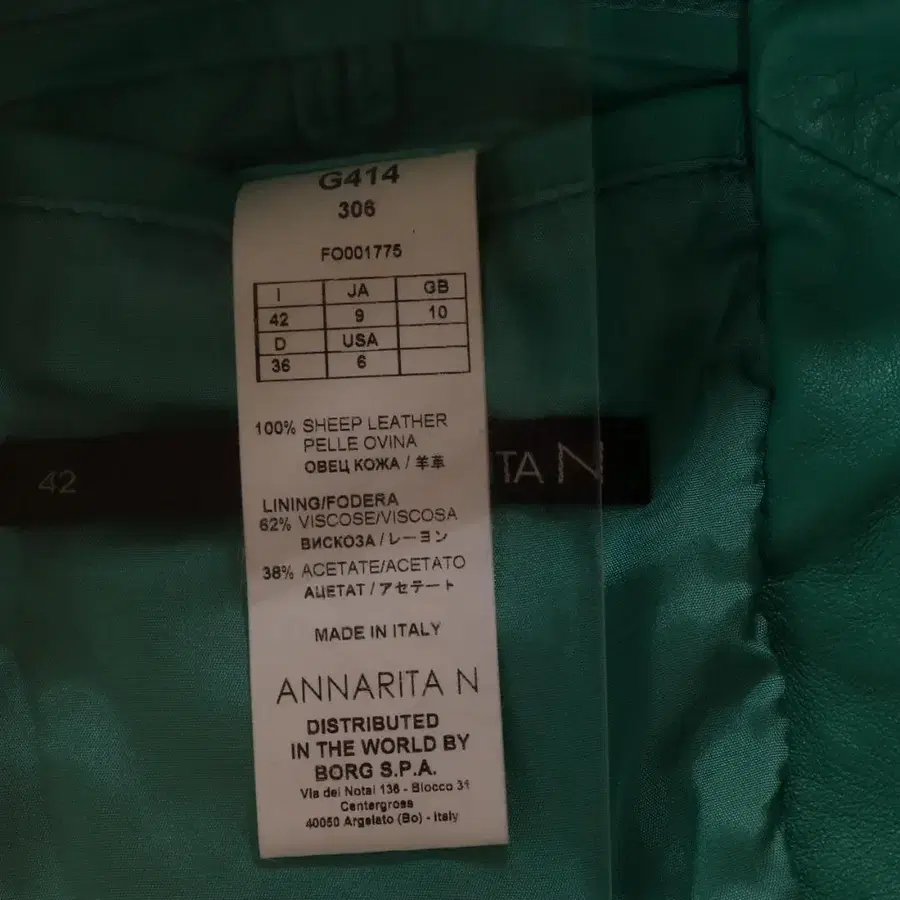 G414
306
FO001775
I JA GB
42 9 10
D USA
36 6
100% SHEEP LEATHER
PELLE OVINA
ОВЕЦ КОЖА / 羊革
LINING/FODERA
62% VISCOSE/VISCOSA
ВИСКОЗА / レーヨン
38% ACETATE/ACETATO
АЦЕТАТ / アセテート
MADE IN ITALY
ANNARITA N
DISTRIBUTED
IN THE WORLD BY
BORG S.P.A.
Via dei Notai 136 - Blocco 31
Centergross
40050 Argelato (Bo) - Italy
42
TA N